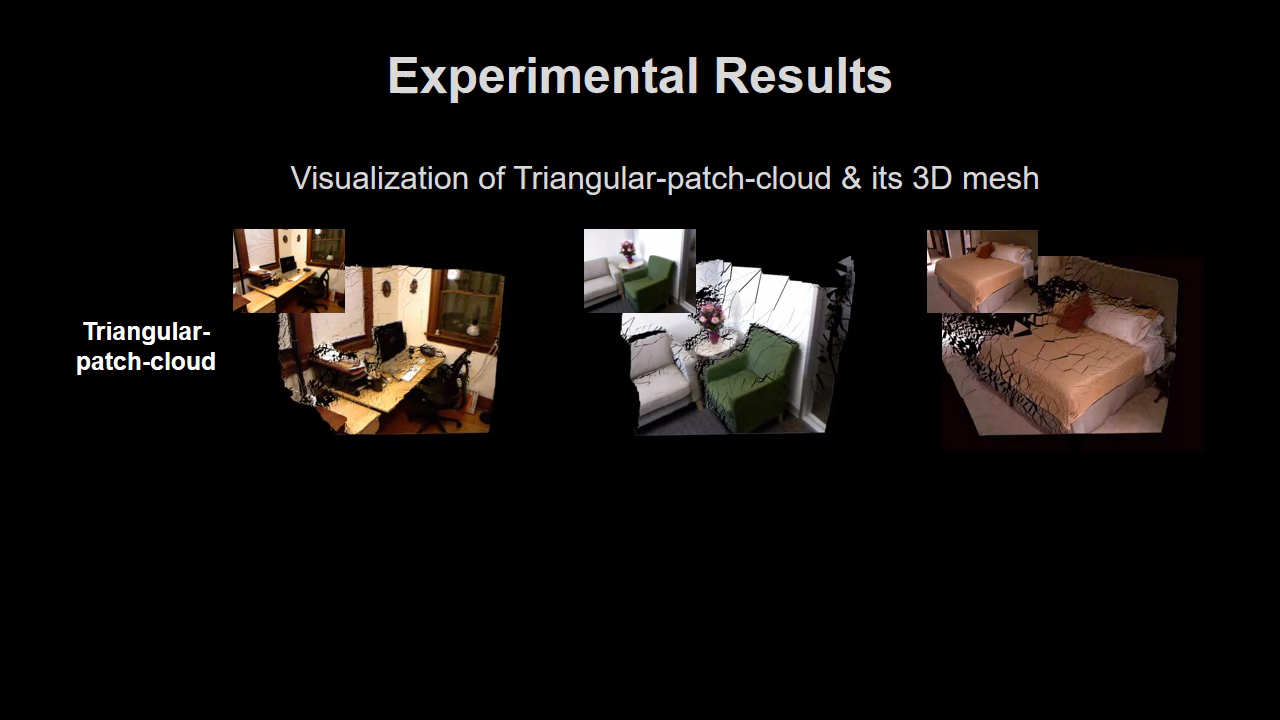 Experimental Results
Visualization of Triangular-patch-cloud & its 3D mesh
Triangular-
patch-cloud